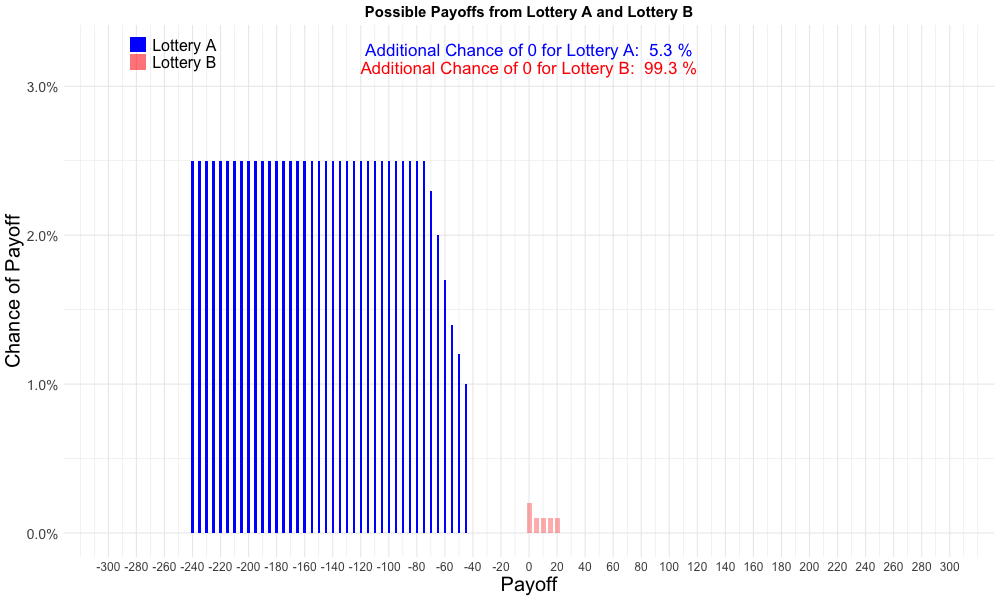 Possible Payoffs from Lottery A and Lottery B
Lottery A
Lottery B
Additional Chance of 0 for Lottery A: 5.3 %
Additional Chance of 0 for Lottery B: 99.3 %
Chance of Payoff
3.0%
2.0%
1.0%
0.0%
-300 -280 -260 -240 -220 -200 -180 -160 -140 -120 -100 -80 -60 -40 -20 0 20 40 60 80 100 120 140 160 180 200 220 240 260 280 300
Payoff